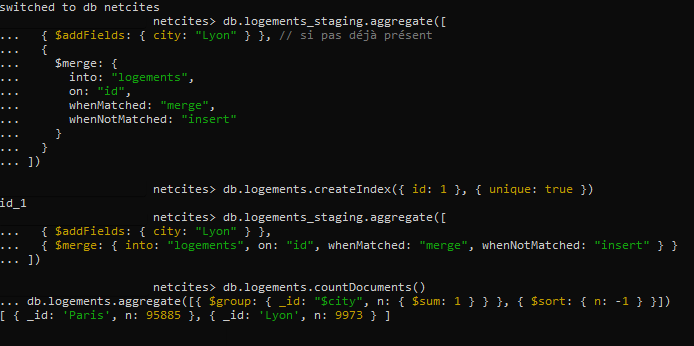 switched to db netcites
netcites> db.logements_staging.aggregate([
... { $addFields: { city: "Lyon" } }, // si pas déjà présent
... {
... $merge: {
... into: "logements",
... on: "id",
... whenMatched: "merge",
... whenNotMatched: "insert"
... }
... }
... ])
netcites> db.logements.createIndex({ id: 1 }, { unique: true })
id_1
netcites> db.logements_staging.aggregate([
... { $addFields: { city: "Lyon" } },
... { $merge: { into: "logements", on: "id", whenMatched: "merge", whenNotMatched: "insert" } }
... ])
netcites> db.logements.countDocuments()
... db.logements.aggregate([{ $group: { _id: "$city", n: { $sum: 1 } } }, { $sort: { n: -1 } }])
[ { _id: 'Paris', n: 95885 }, { _id: 'Lyon', n: 9973 } ]